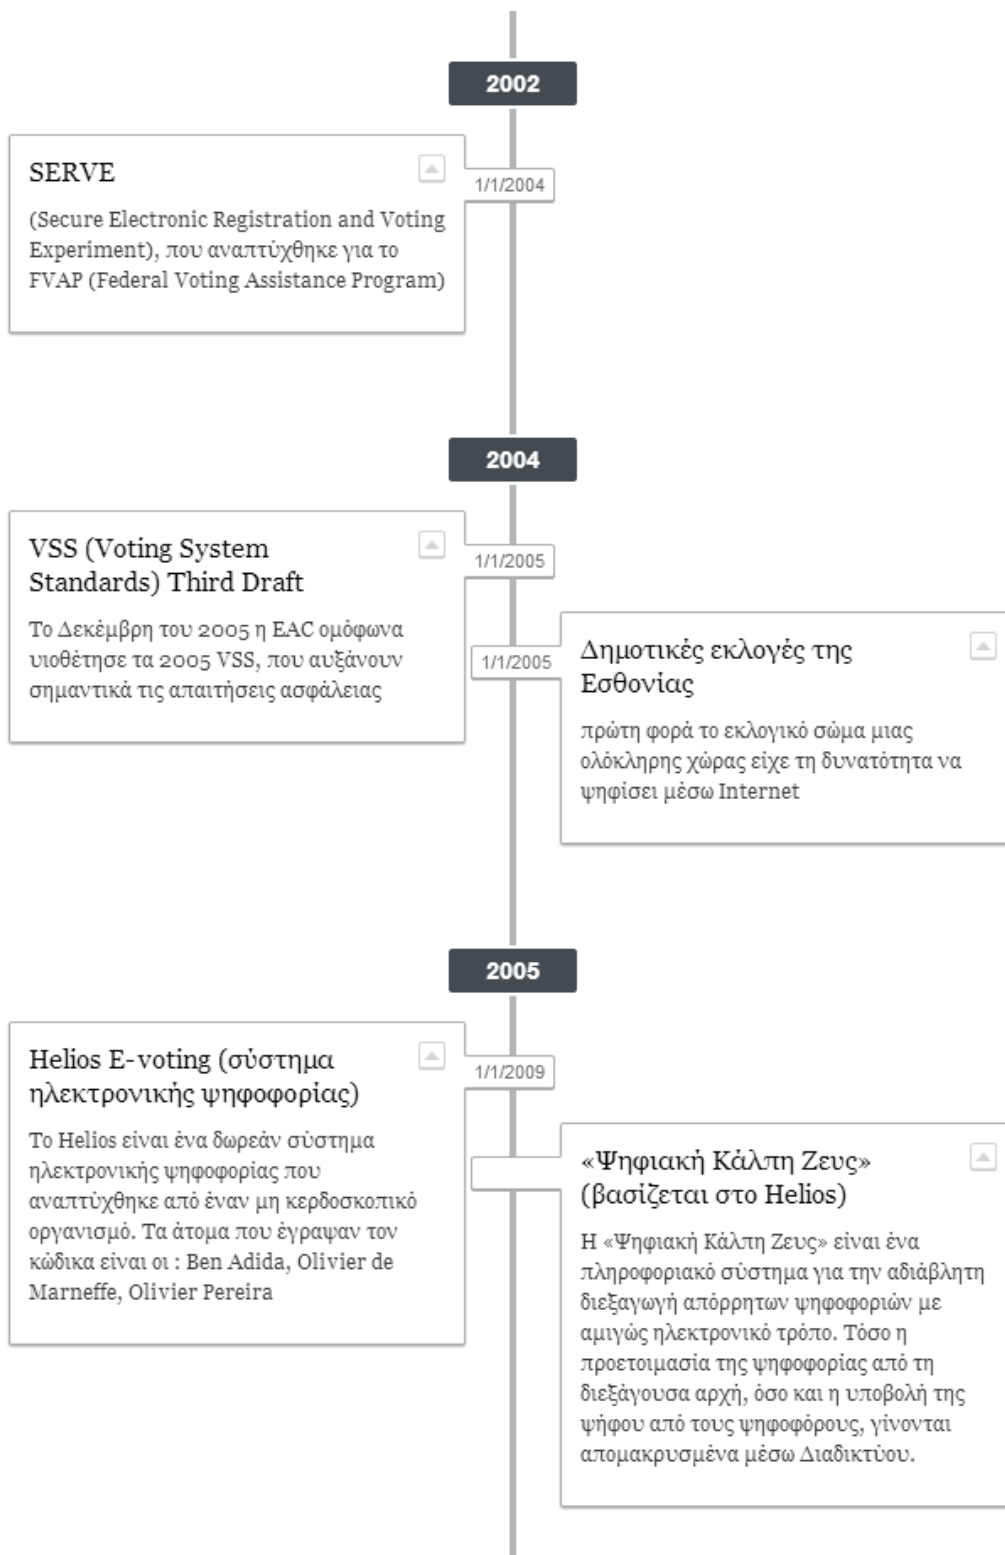 2002
SERVE
1/1/2004
(Secure Electronic Registration and Voting
Experiment), που αναπτύχθηκε για το
FVAP (Federal Voting Assistance Program)
2004
VSS (Voting System
Standards) Third Draft
1/1/2005
Το Δεκέμβρη του 2005 η EAC ομόφωνα
υιοθέτησε τα 2005 VSS, που αυξάνουν
σημαντικά τις απαιτήσεις ασφάλειας
1/1/2005
Δημοτικές εκλογές της
Εσθονίας
πρώτη φορά το εκλογικό σώμα μιας
ολόκληρης χώρας είχε τη δυνατότητα να
ψηφίσει μέσω Internet
2005
Helios E-voting (σύστημα
ηλεκτρονικής ψηφοφορίας)
1/1/2009
Το Helios είναι ένα δωρεάν σύστημα
ηλεκτρονικής ψηφοφορίας που
αναπτύχθηκε από έναν μη κερδοσκοπικό
οργανισμό. Τα άτομα που έγραψαν τον
κώδικα είναι οι : Ben Adida, Olivier de
Marneffe, Olivier Pereira
«Ψηφιακή Κάλπη Ζευς»
(βασίζεται στο Helios)
Η «Ψηφιακή Κάλπη Ζευς» είναι ένα
πληροφοριακό σύστημα για την αδιάβλητη
διεξαγωγή απόρρητων ψηφοφοριών με
αμιγώς ηλεκτρονικό τρόπο. Τόσο η
προετοιμασία της ψηφοφορίας από τη
διεξάγουσα αρχή, όσο και η υποβολή της
ψήφου από τους ψηφοφόρους, γίνονται
απομακρυσμένα μέσω Διαδικτύου.